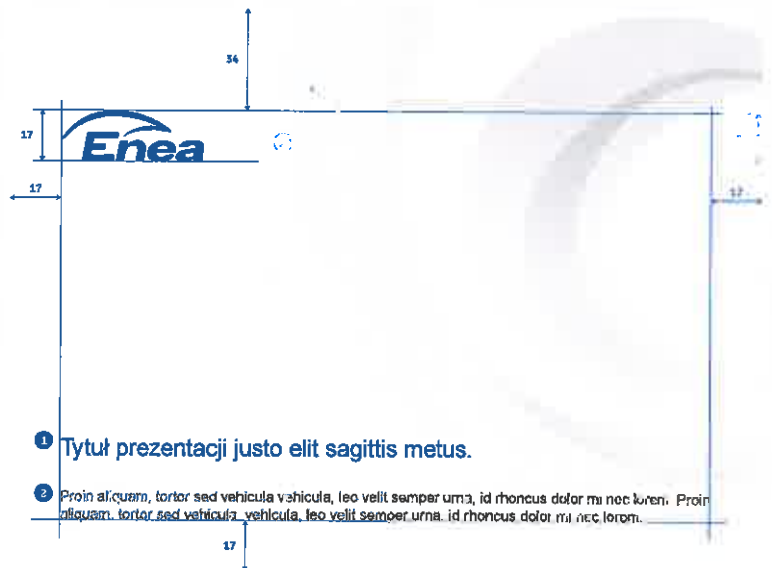 34
17
Enea
17
17
1 Tytuł prezentacji justo elit sagittis metus.
2 Proin aliquam, tortor sed vehicula vehicula, leo velit semper urna, id rhoncus dolor mi nec lorem. Proin
aliquam, tortor sed vehicula vehicula, leo velit semper urna, id rhoncus dolor mi nec lorem.
17